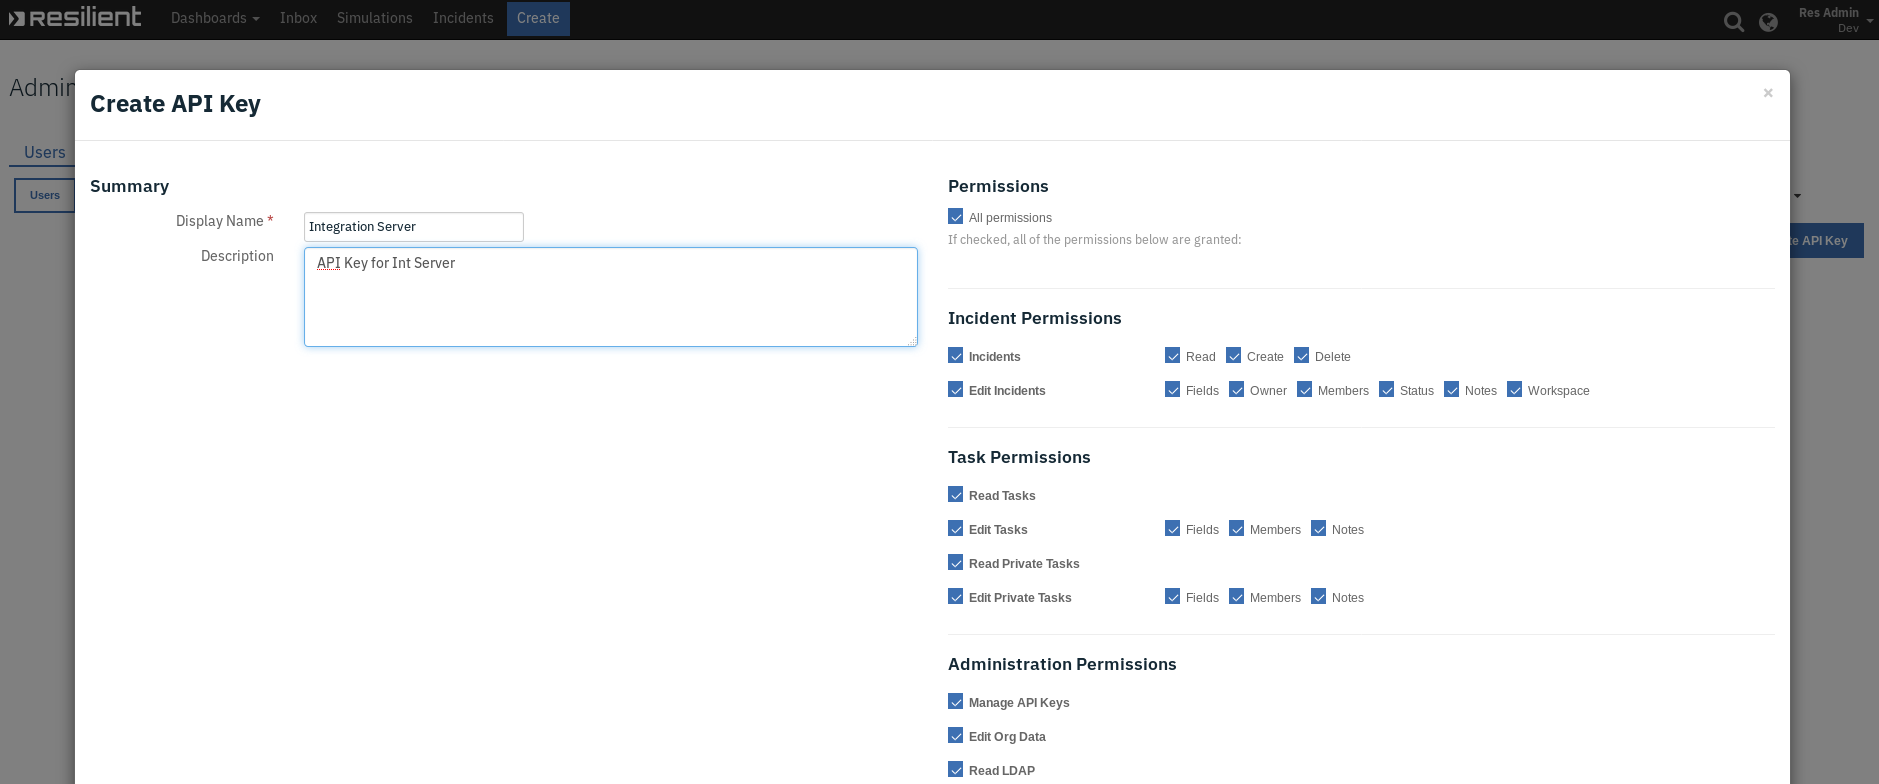 Resilient Dashboards Inbox Simulations Incidents Create Res Admin
Dev
Admin
Create API Key ×
Users
Users
Summary
Display Name * Integration Server
Description API Key for Int Server
Permissions
All permissions
If checked, all of the permissions below are granted:
API Key
Incident Permissions
Incidents Read Create Delete
Edit Incidents Fields Owner Members Status Notes Workspace
Task Permissions
Read Tasks
Edit Tasks Fields Members Notes
Read Private Tasks
Edit Private Tasks Fields Members Notes
Administration Permissions
Manage API Keys
Edit Org Data
Read LDAP